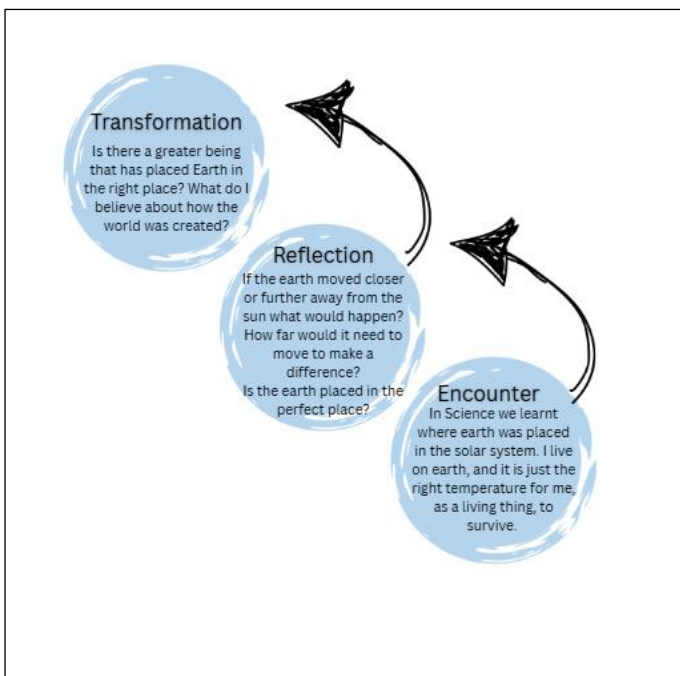 Transformation
Is there a greater being
that has placed Earth in
the right place? What do I
believe about how the
world was created?
Reflection
If the earth moved closer
or further away from the
sun what would happen?
How far would it need to
move to make a
difference?
Is the earth placed in the
perfect place?
Encounter
In Science we learnt
where earth was placed
in the solar system. I live
on earth, and it is just the
right temperature for me,
as a living thing, to
survive.